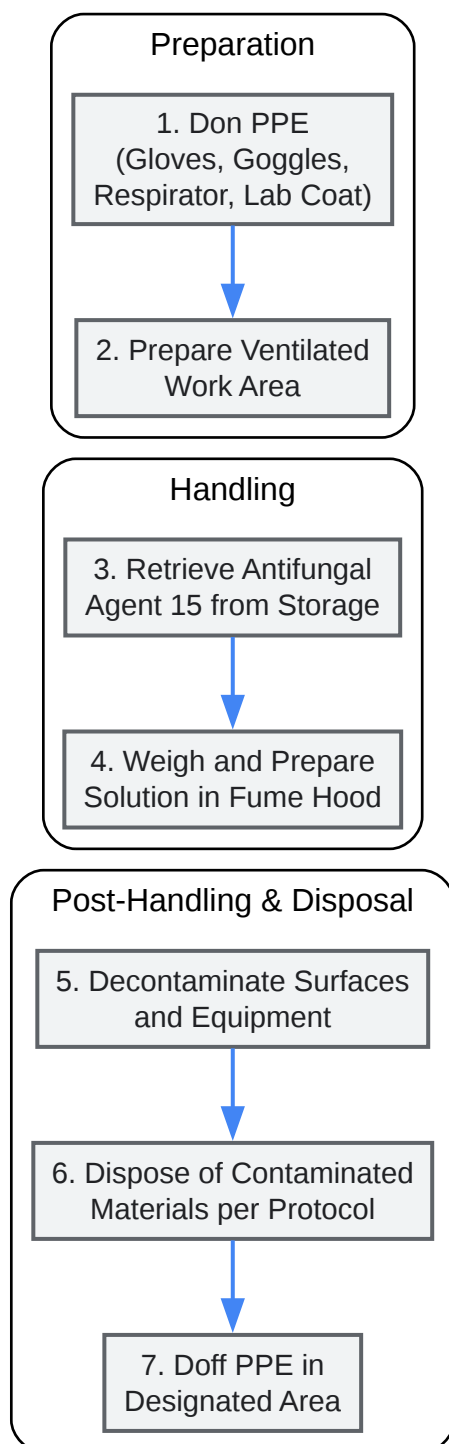 Preparation
1. Don PPE
(Gloves, Goggles,
Respirator, Lab Coat)
2. Prepare Ventilated
Work Area
Handling
3. Retrieve Antifungal
Agent 15 from Storage
4. Weigh and Prepare
Solution in Fume Hood
Post-Handling & Disposal
5. Decontaminate Surfaces
and Equipment
6. Dispose of Contaminated
Materials per Protocol
7. Doff PPE in
Designated Area